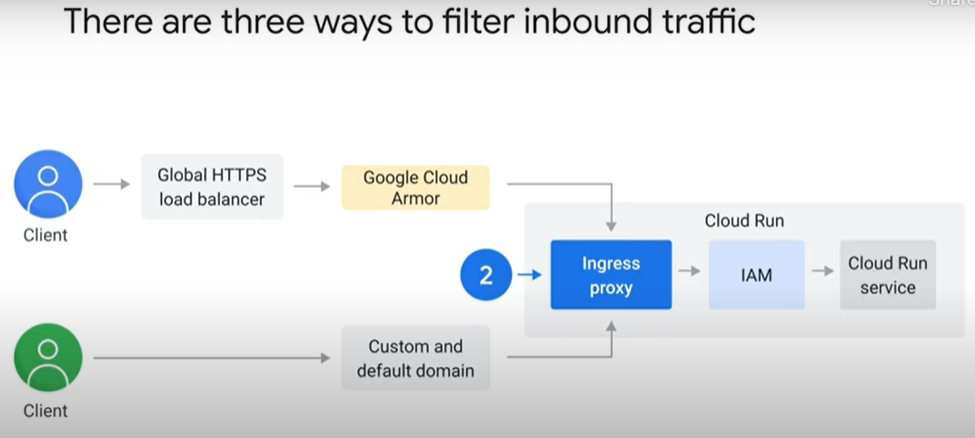 There are three ways to filter inbound traffic
Global HTTPS
load balancer
Google Cloud
Armor
Client
Cloud Run
2
Ingress
proxy
IAM
Cloud Run
service
Custom and
default domain
Client